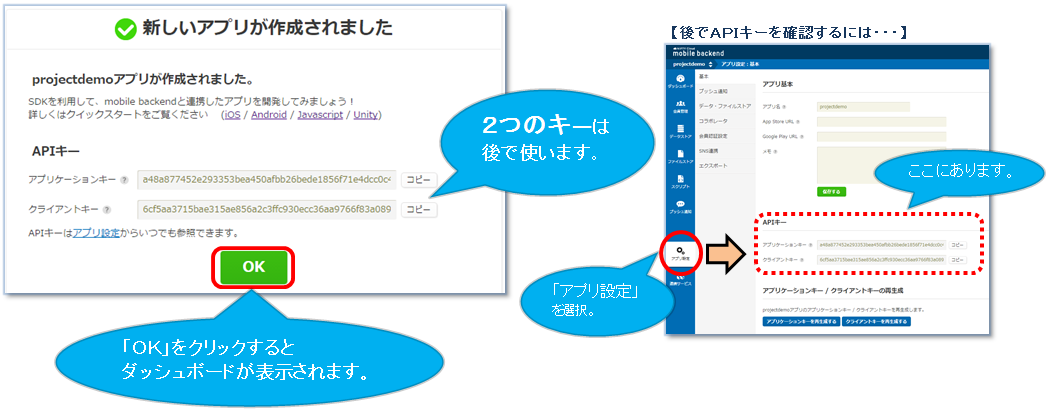 新しいアプリが作成されました
projectdemoアプリが作成されました。
SDKを利用して、mobile backendと連携したアプリを開発してみましょう！
詳しくはクイックスタートをご覧ください （iOS / Android / Javascript / Unity）
APIキー
アプリケーションキー ? a48a877452e293353bea450afbb26bede1856f71e4dcc0c4 コピー
クライアントキー ? 6cf5aa3715bae315ae856a2c3ffc930ecc36aa9766f83a089 コピー
APIキーはアプリ設定からいつでも参照できます。
OK
2つのキーは
後で使います。
「OK」をクリックすると
ダッシュボードが表示されます。
【後でAPIキーを確認するには・・・】
mobile backend
projectdemo アプリ設定：基本
ダッシュボード
会員管理
データストア
ファイルストア
スクリプト
プッシュ通知
アプリ設定
連携サービス
基本
プッシュ通知
データ・ファイルストア
コラボレータ
会員認証設定
SNS連携
エクスポート
アプリ基本
アプリ名 projectdemo
App Store URL
Google Play URL
メモ
保存する
ここにあります。
APIキー
アプリケーションキー a48a877452e293353bea450afbb26bede1856f71e4dcc0c4 コピー
クライアントキー 6cf5aa3715bae315ae856a2c3ffc930ecc36aa9766f83a089 コピー
「アプリ設定」
を選択。
アプリケーションキー / クライアントキーの再生成
projectdemoアプリのアプリケーションキー / クライアントキーを再生成します。
アプリケーションキーを再生成する クライアントキーを再生成する